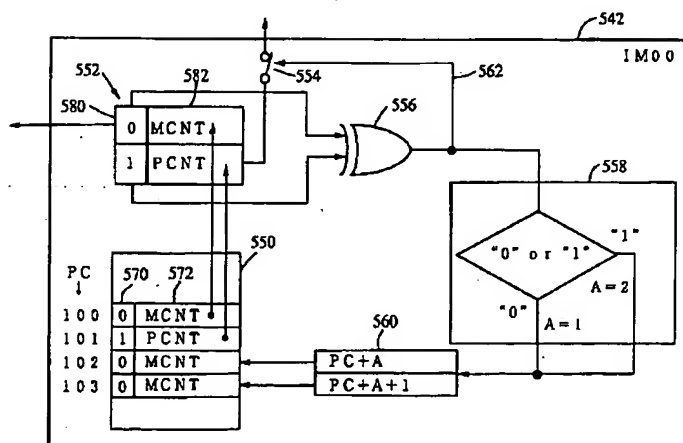 542
IM00
552
582
580
554
562
556
0 MCNT
1 PCNT
558
"0" or "1"
"1"
A=2
"0"
A=1
550
PC
↓
570
572
100 0 MCNT
101 1 PCNT
102 0 MCNT
103 0 MCNT
560
PC+A
PC+A+1